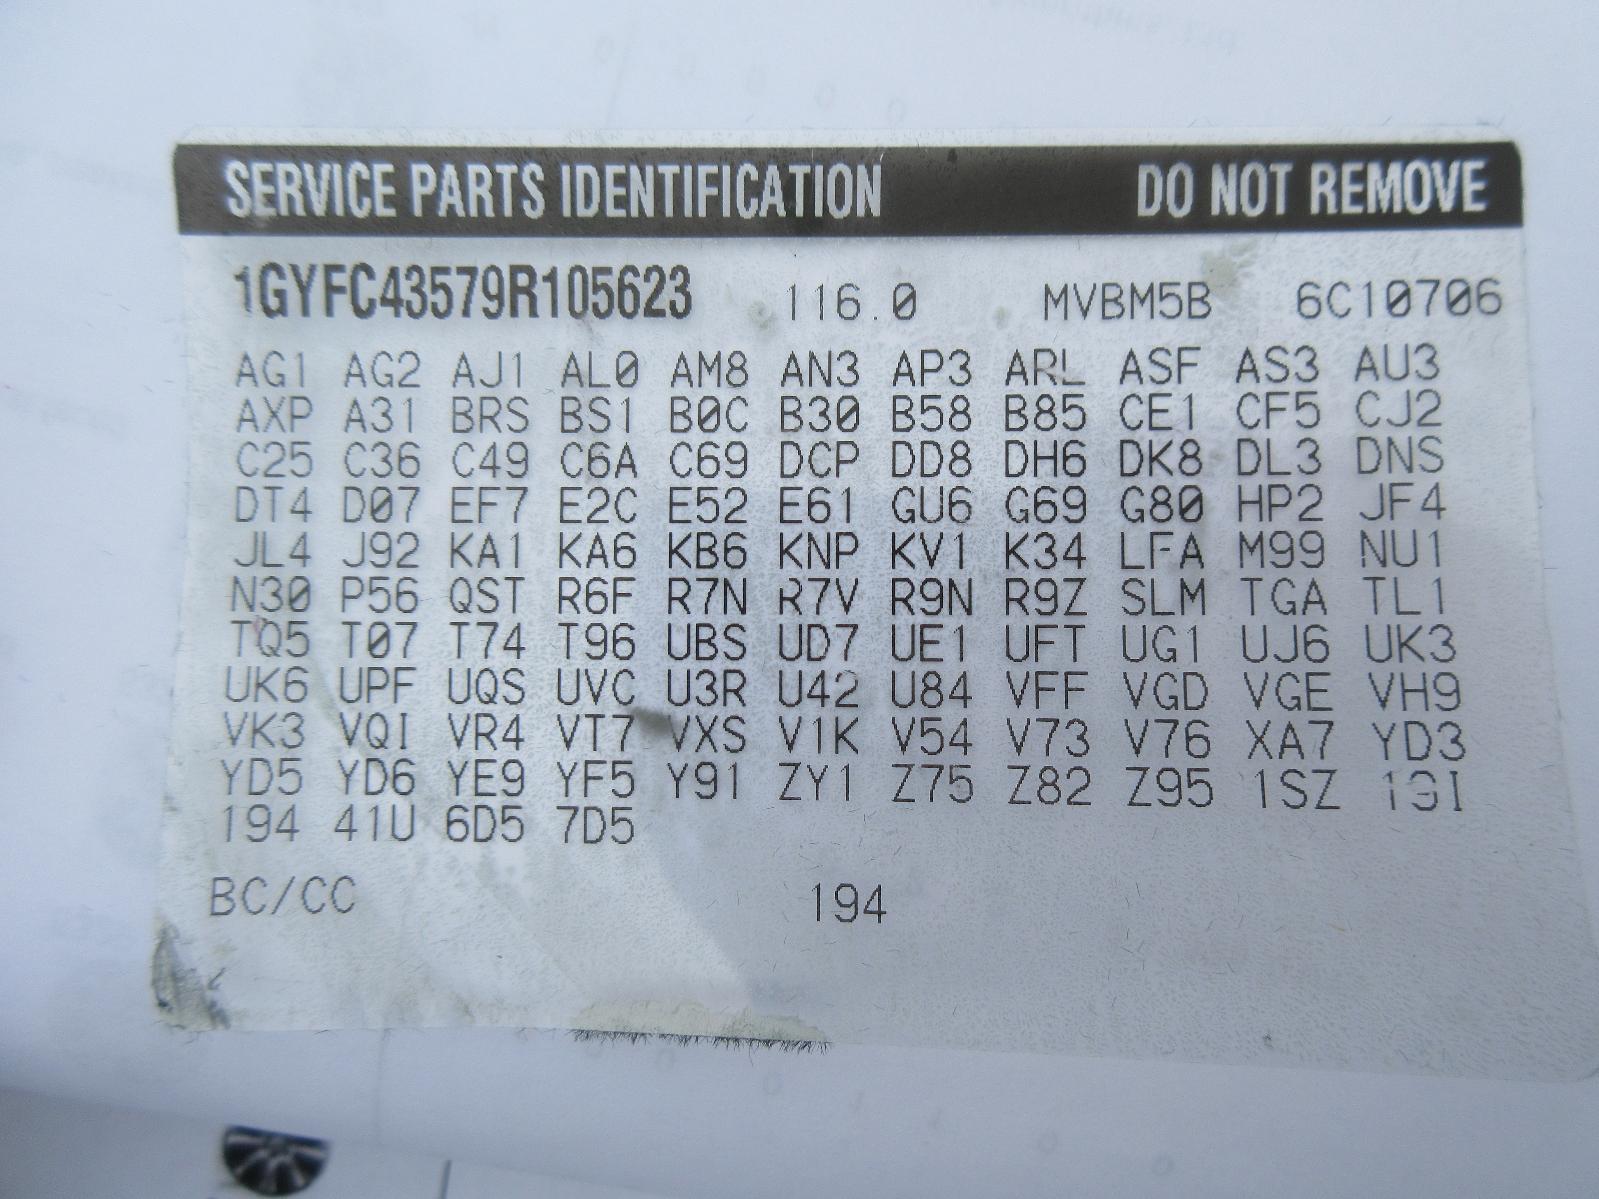 SERVICE PARTS IDENTIFICATION DO NOT REMOVE
1GYFC43579R105623 116.0 MVBM5B 6C10706
AG1 AG2 AJ1 AL0 AM8 AN3 AP3 ARL ASF AS3 AU3
AXP A31 BRS BS1 B0C B30 B58 B85 CE1 CF5 CJ2
C25 C36 C49 C6A C69 DCP DD8 DH6 DK8 DL3 DNS
DT4 D07 EF7 E2C E52 E61 GU6 G69 G80 HP2 JF4
JL4 J92 KA1 KA6 KB6 KNP KV1 K34 LFA M99 NU1
N30 P56 QST R6F R7N R7V R9N R9Z SLM TGA TL1
TQ5 T07 T74 T96 UBS UD7 UE1 UFT UG1 UJ6 UK3
UK6 UPF UQS UVC U3R U42 U84 VFF VGD VGE VH9
VK3 VQI VR4 VT7 VXS V1K V54 V73 V76 XA7 YD3
YD5 YD6 YE9 YF5 Y91 ZY1 Z75 Z82 Z95 1SZ
194 41U 6D5 7D5
BC/CC 194